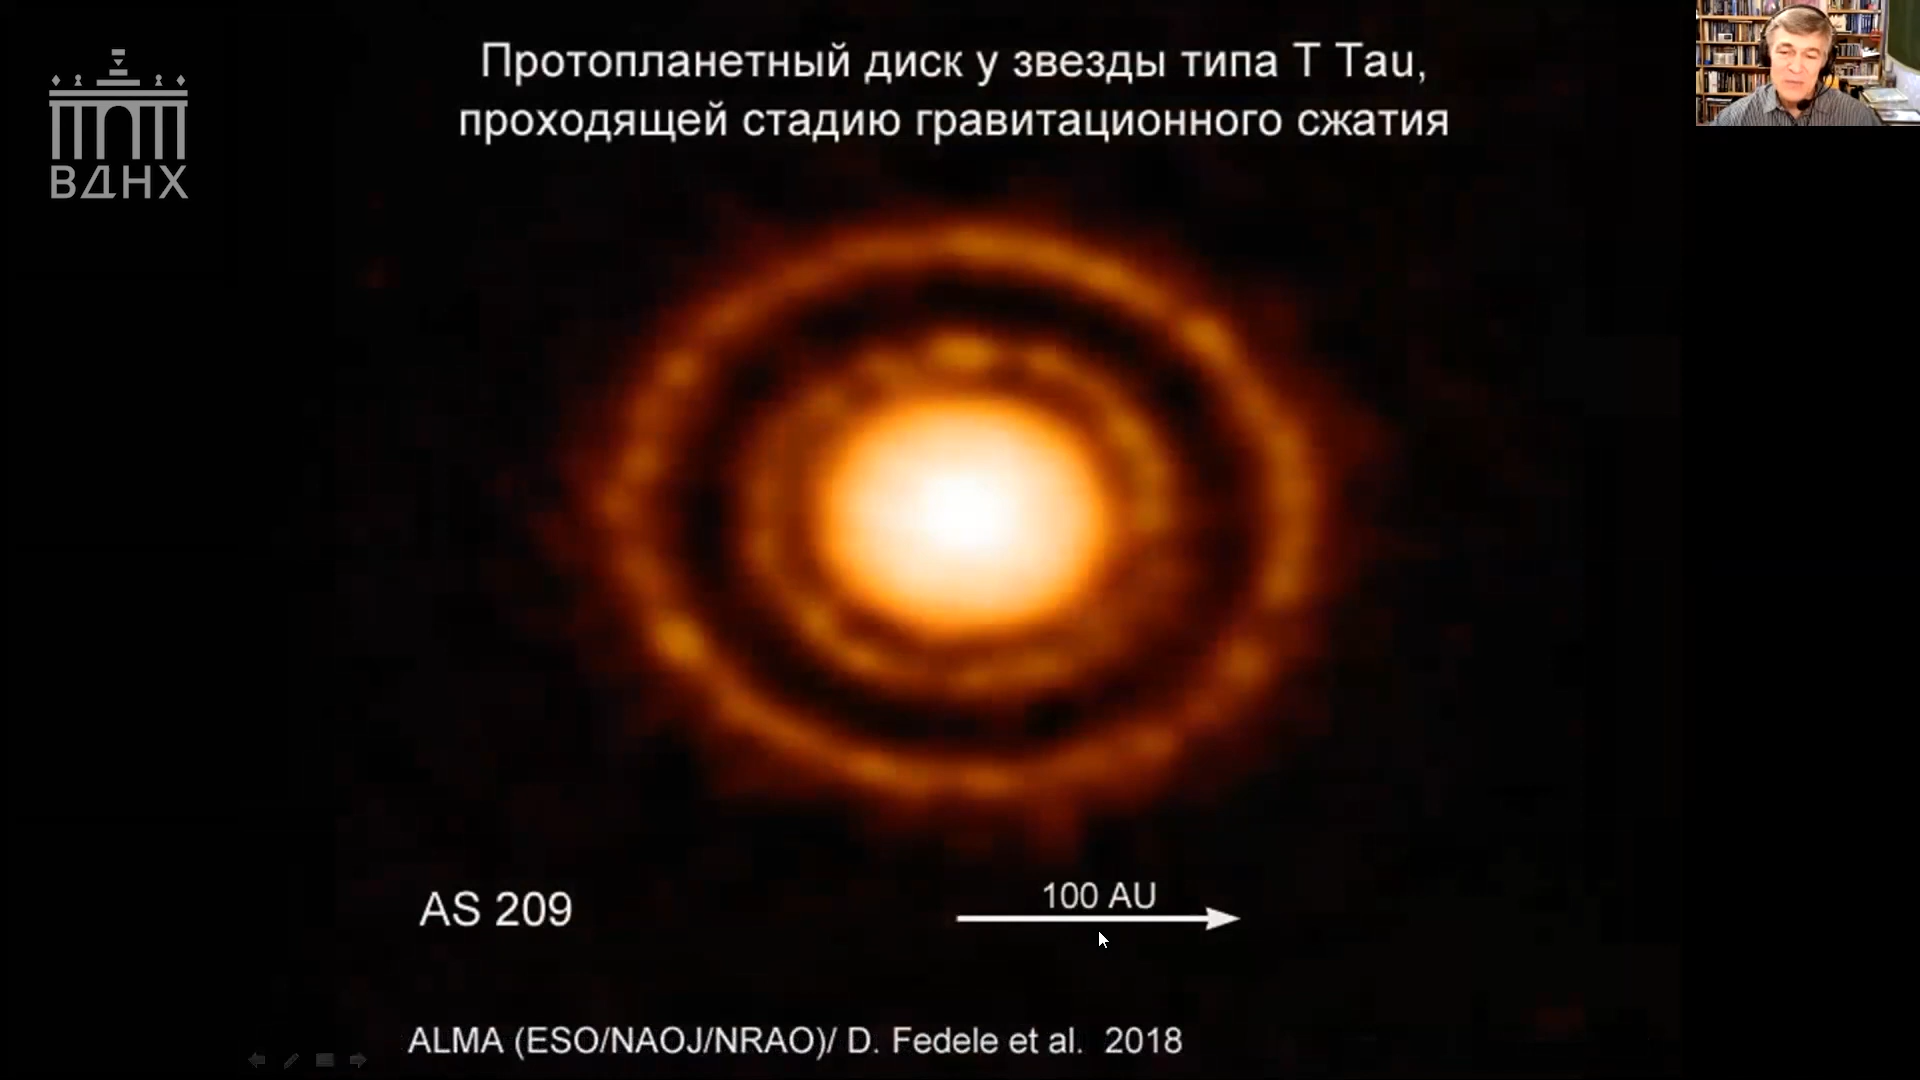 Протопланетный диск у звезды типа T Tau,
проходящей стадию гравитационного сжатия
ВДНХ
AS 209
100 AU
ALMA (ESO/NAOJ/NRAO)/ D. Fedele et al. 2018